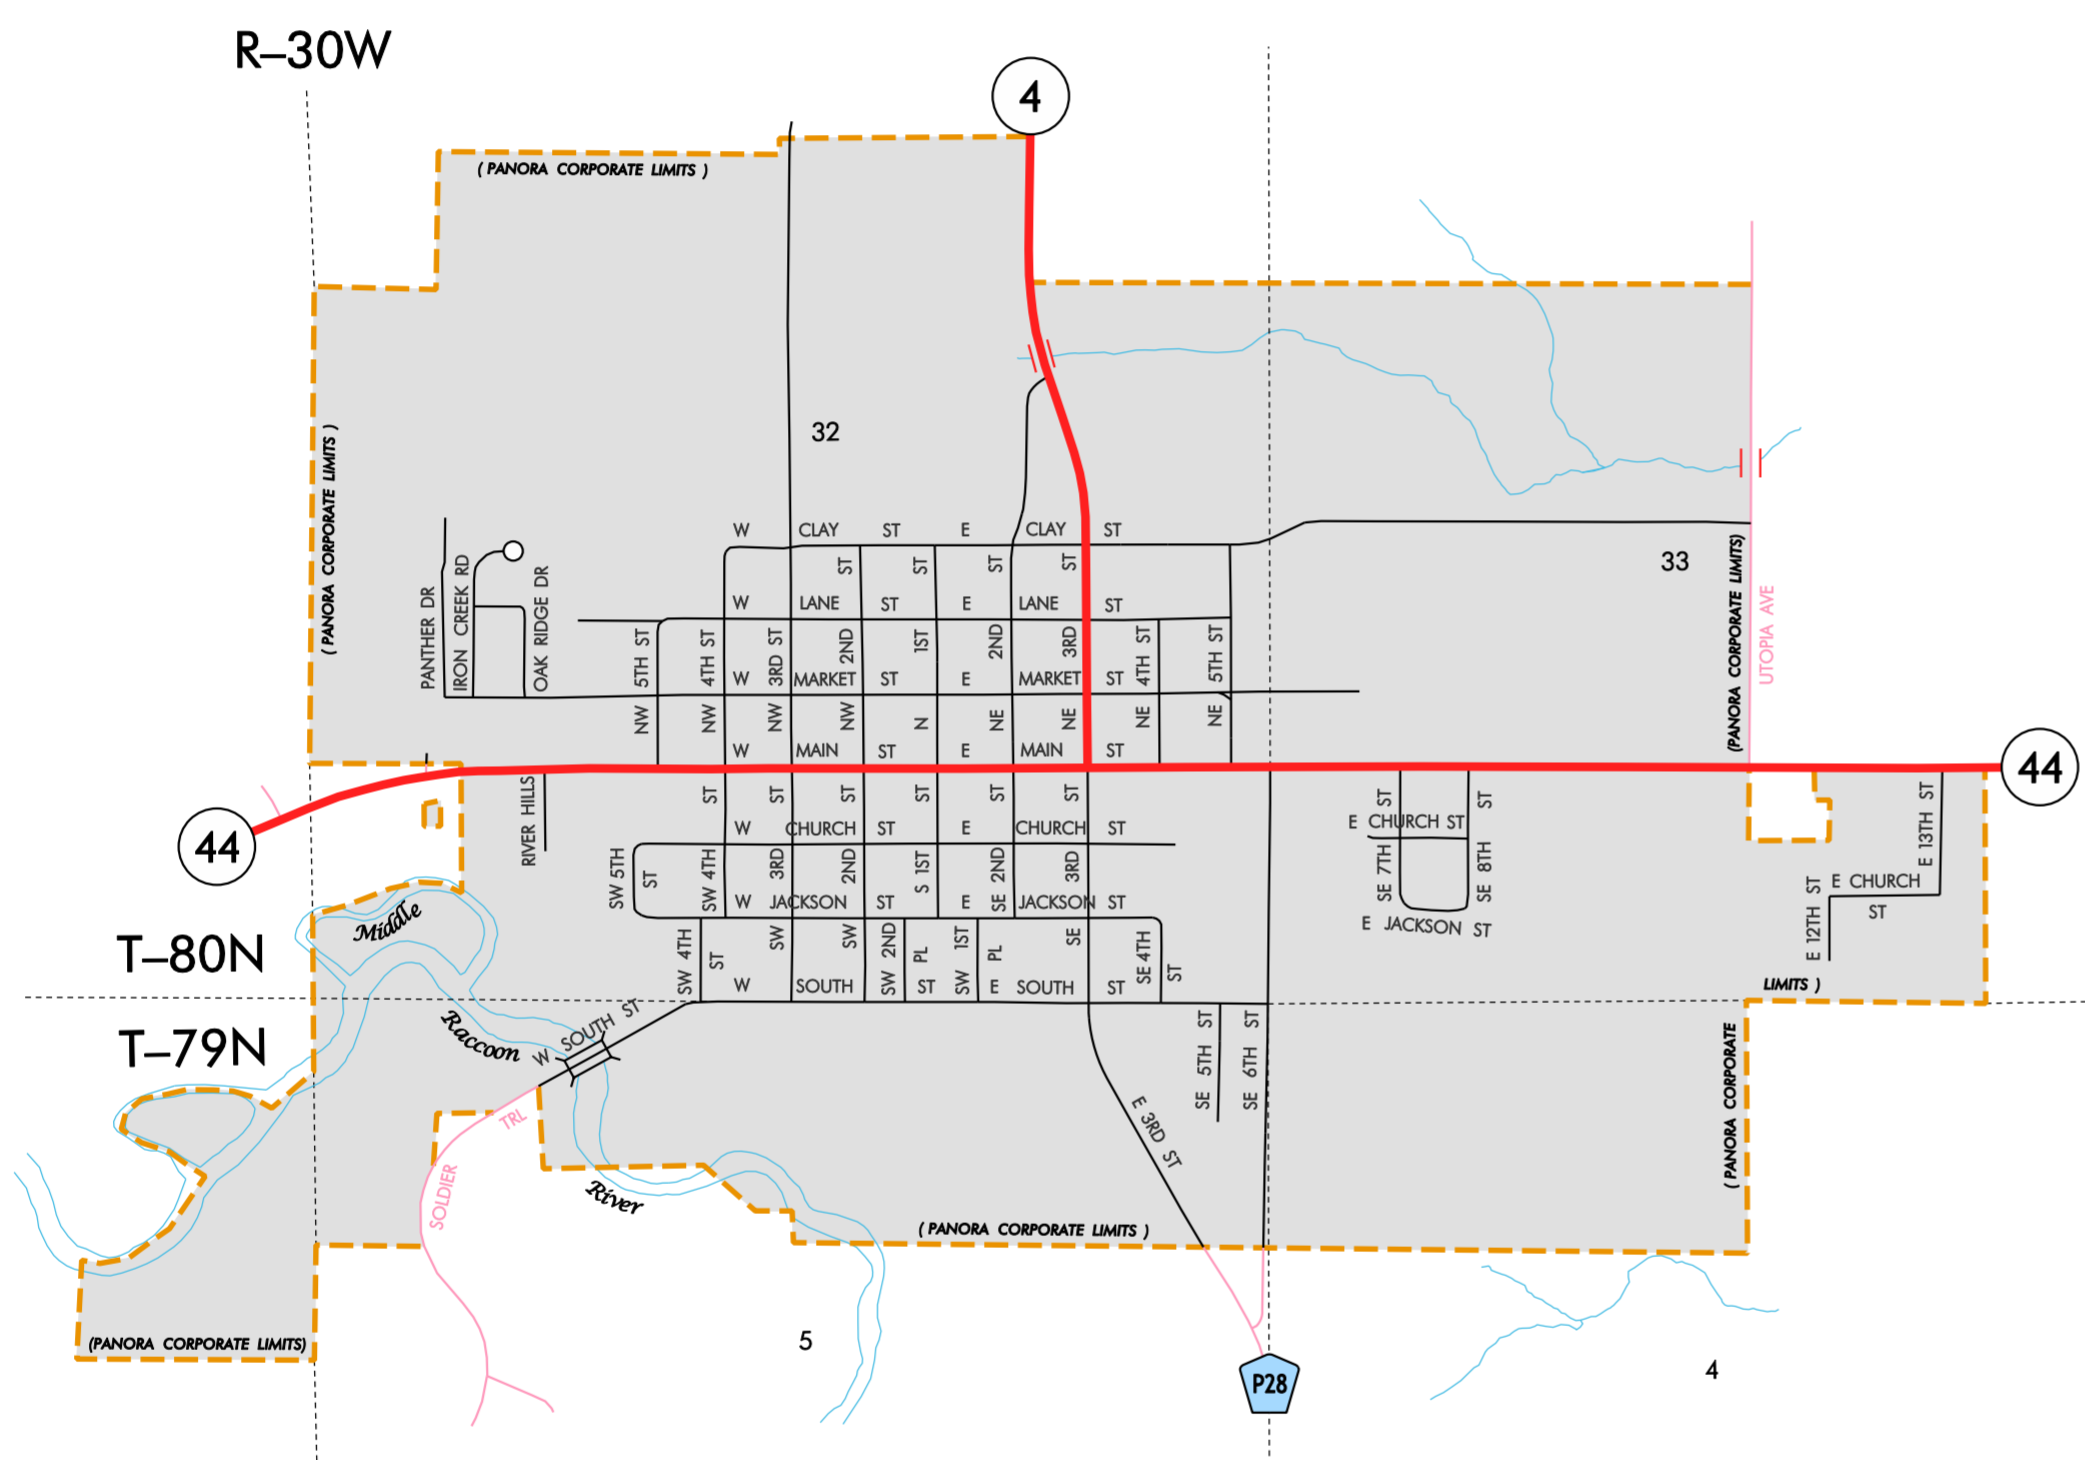 R–30W
4
( PANORA CORPORATE LIMITS )
( PANORA CORPORATE LIMITS )
32
33
W CLAY ST E CLAY ST
W LANE ST E LANE ST
W MARKET ST E MARKET ST
W MAIN ST E MAIN ST
PANTHER DR
IRON CREEK RD
OAK RIDGE DR
NW 5TH ST
NW 4TH ST
NW 3RD ST
NW 2ND ST
N 1ST ST
NE 2ND ST
NE 3RD ST
NE 4TH ST
NE 5TH ST
(PANORA CORPORATE LIMITS)
UTOPIA AVE
44
44
RIVER HILLS
W CHURCH ST E CHURCH ST
W JACKSON ST E JACKSON ST
W SOUTH ST E SOUTH ST
SW 5TH ST
SW 4TH ST
SW 3RD ST
SW 2ND ST
S 1ST ST
SE 2ND ST
SE 3RD ST
SW 4TH ST
SW 2ND PL
SW 1ST PL
SE 4TH ST
E CHURCH ST
SE 7TH ST
SE 8TH ST
E JACKSON ST
E 13TH ST
E CHURCH
ST
E 12TH ST
LIMITS )
( PANORA CORPORATE
T–80N
T–79N
Middle
Raccoon
River
W SOUTH ST
SOLDIER TRL
SE 5TH ST
SE 6TH ST
E 3RD ST
( PANORA CORPORATE LIMITS )
(PANORA CORPORATE LIMITS)
5
4
P28